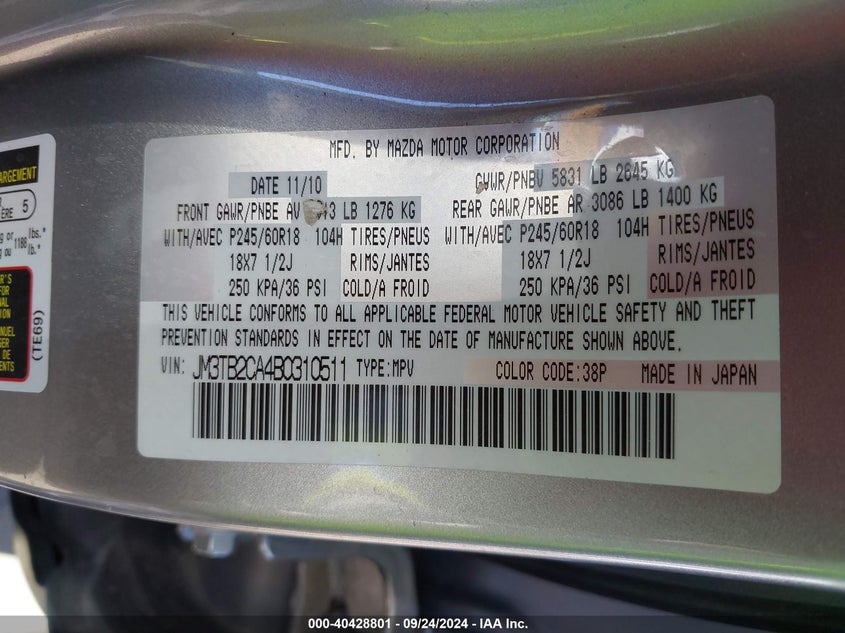 MFD. BY MAZDA MOTOR CORPORATION
DATE 11/10
GVWR/PNBV 5831 LB 2645 KG
FRONT GAWR/PNBE AV LB 1276 KG
REAR GAWR/PNBE AR 3086 LB 1400 KG
WITH/AVEC P245/60R18 104H TIRES/PNEUS
WITH/AVEC P245/60R18 104H TIRES/PNEUS
18X7 1/2J RIMS/JANTES
18X7 1/2J RIMS/JANTES
250 KPA/36 PSI COLD/A FROID
250 KPA/36 PSI COLD/A FROID
THIS VEHICLE CONFORMS TO ALL APPLICABLE FEDERAL MOTOR VEHICLE SAFETY AND THEFT
PREVENTION STANDARDS IN EFFECT ON THE DATE OF MANUFACTURE SHOWN ABOVE.
VIN: JM3TB2CA4B0310511 TYPE:MPV COLOR CODE:38P MADE IN JAPAN
5
lbs.*
1188 lb.*
(TE69)
000-40428801 - 09/24/2024 - IAA Inc.